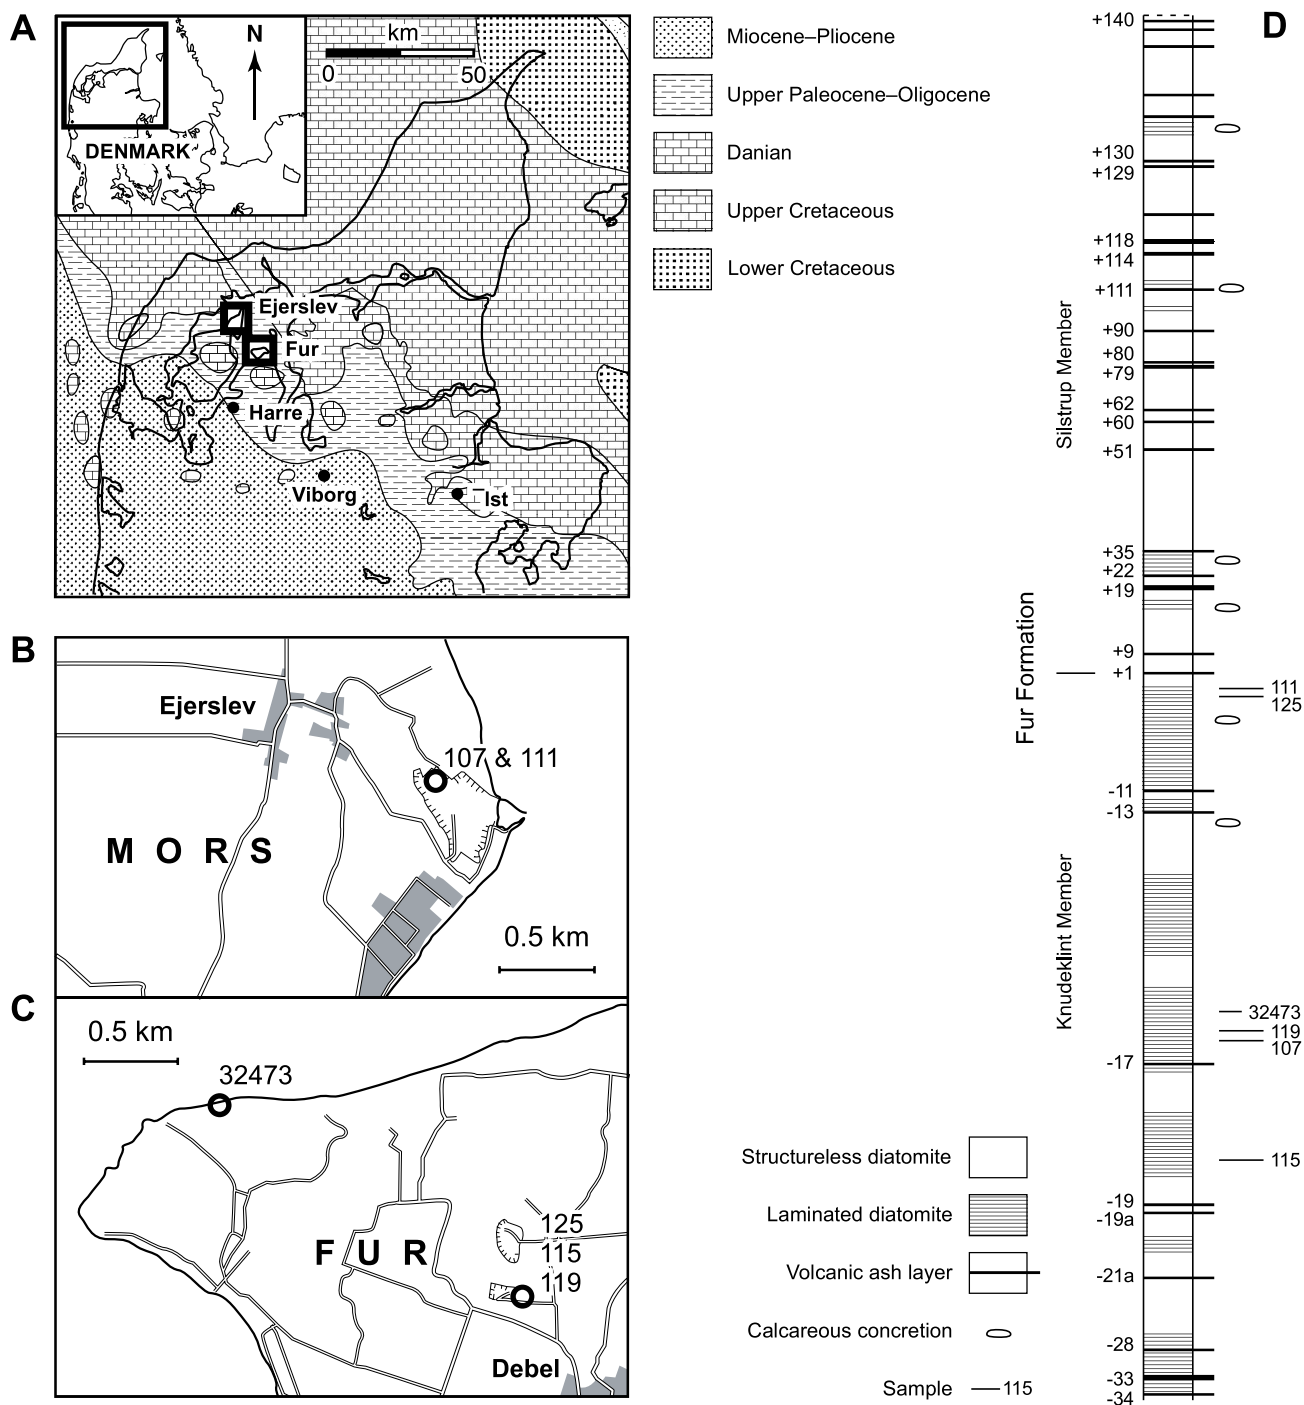 A
DENMARK
N
km
0
50
Ejerslev
Fur
Harre
Viborg
Ist
Miocene–Pliocene
Upper Paleocene–Oligocene
Danian
Upper Cretaceous
Lower Cretaceous
B
Ejerslev
107 & 111
M O R S
0.5 km
C
0.5 km
32473
F U R
125
115
119
Debel
D
+140
+130
+129
+118
+114
+111
+90
+80
+79
+62
+60
+51
+35
+22
+19
+9
+1
-11
-13
-17
-19
-19a
-21a
-28
-33
-34
Silstrup Member
Fur Formation
Knudeklint Member
111
125
32473
119
107
115
Structureless diatomite
Laminated diatomite
Volcanic ash layer
Calcareous concretion
Sample
115